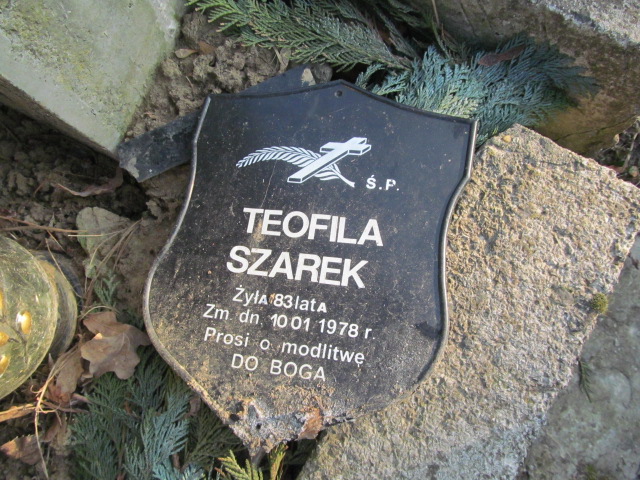 Ś.P.
TEOFILA
SZAREK
ŻyłA 83 latA
Zm. dn. 10 01 1978 r.
Prosi o modlitwę
DO BOGA